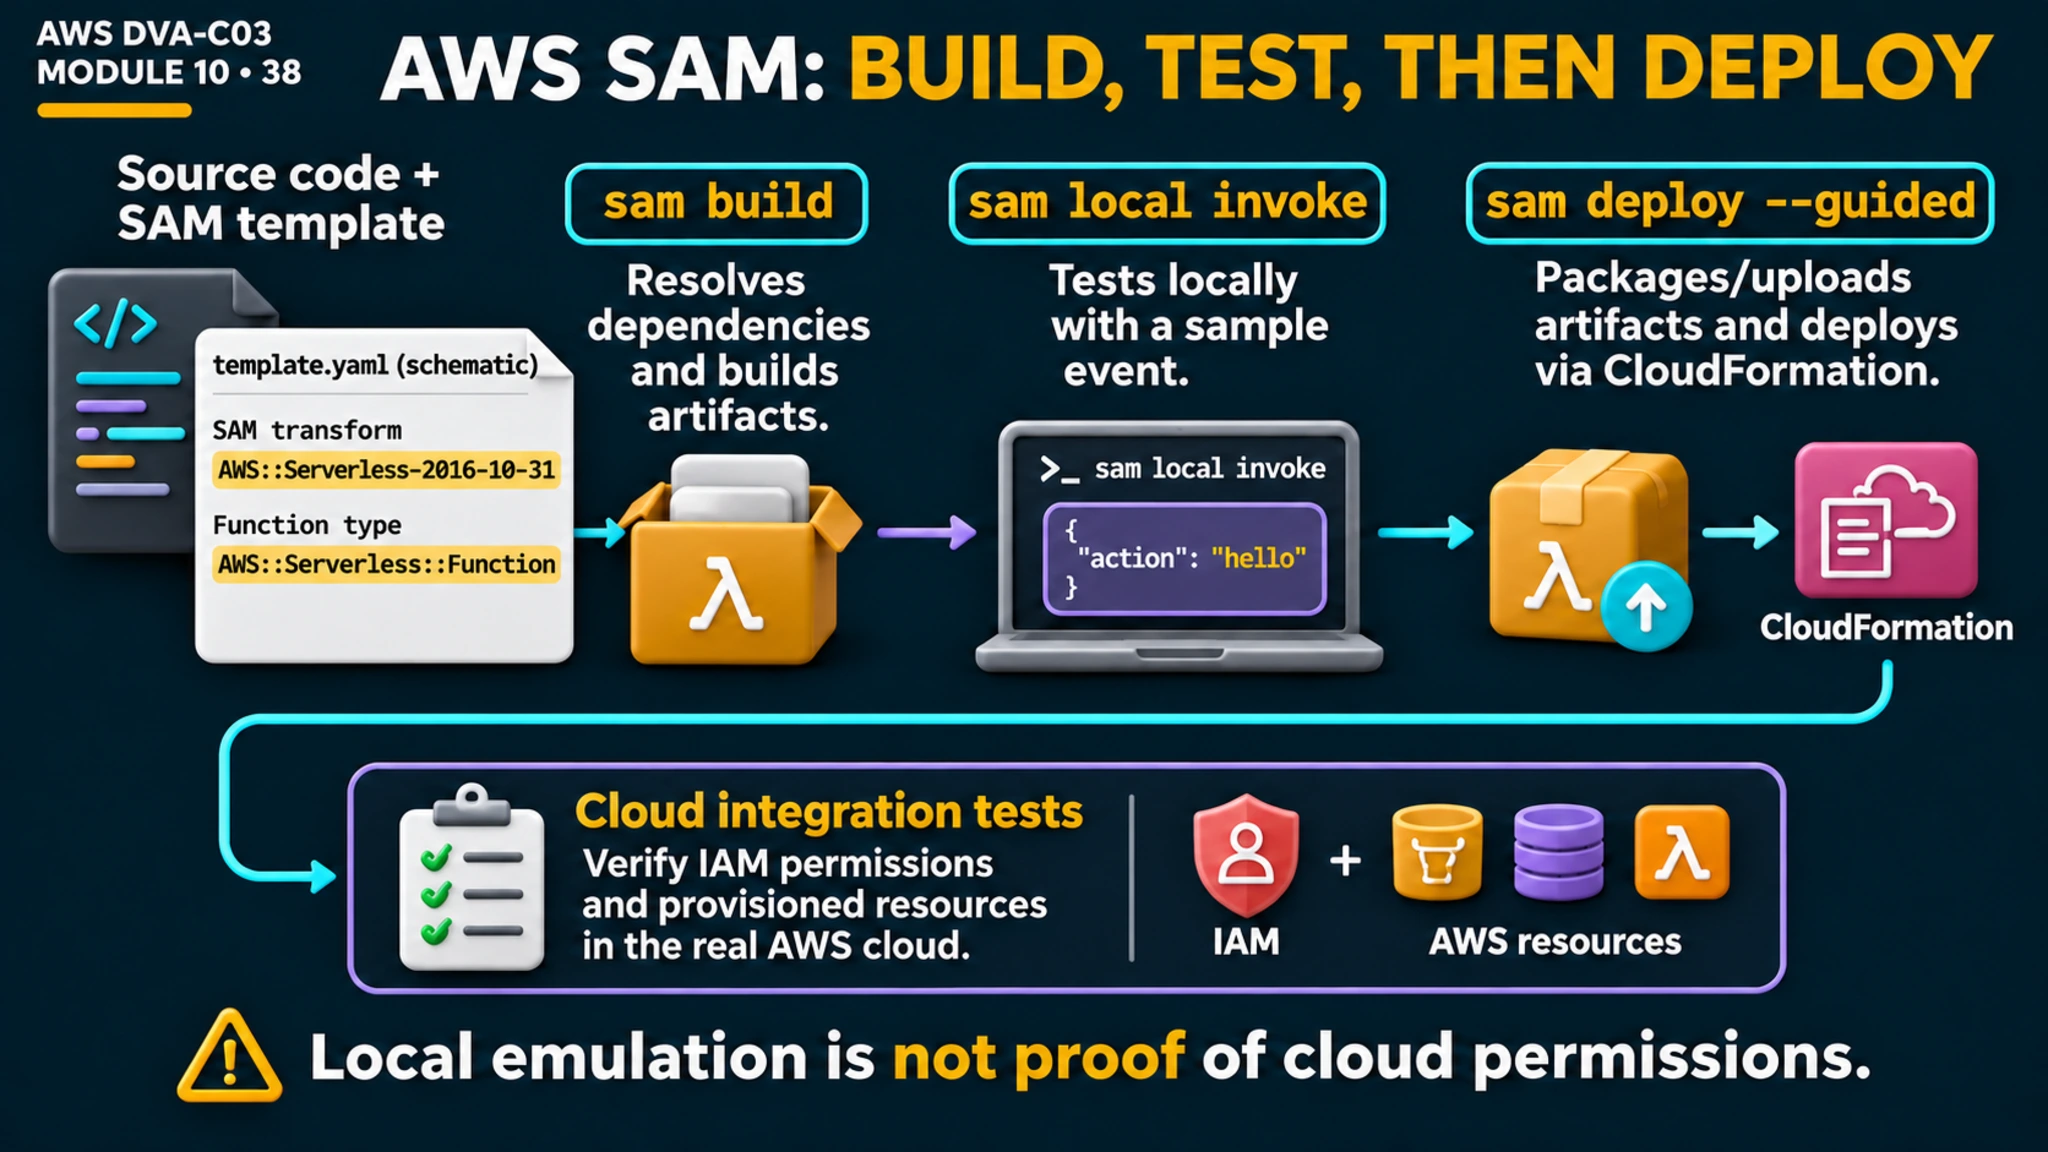 AWS DVA-C03
MODULE 10 • 38
AWS SAM: BUILD, TEST, THEN DEPLOY
Source code +
SAM template
</>
template.yaml (schematic)
SAM transform
AWS::Serverless-2016-10-31
Function type
AWS::Serverless::Function
sam build
Resolves
dependencies
and builds
artifacts.
λ
sam local invoke
Tests locally
with a sample
event.
>_ sam local invoke
{
"action": "hello"
}
sam deploy --guided
Packages/uploads
artifacts and deploys
via CloudFormation.
λ
CloudFormation
Cloud integration tests
Verify IAM permissions
and provisioned resources
in the real AWS cloud.
IAM
+
λ
AWS resources
Local emulation is not proof of cloud permissions.